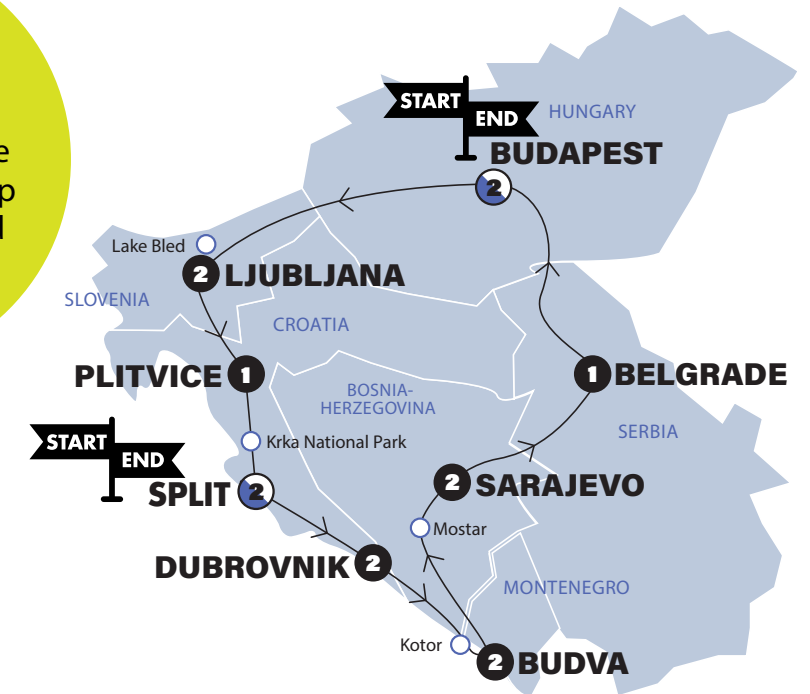 e
p
l
START
END
HUNGARY
BUDAPEST
2
Lake Bled
2 LJUBLJANA
SLOVENIA
CROATIA
PLITVICE 1
1 BELGRADE
BOSNIA-
HERZEGOVINA
SERBIA
START
END
Krka National Park
SPLIT 2
2 SARAJEVO
Mostar
DUBROVNIK 2
MONTENEGRO
Kotor
2 BUDVA